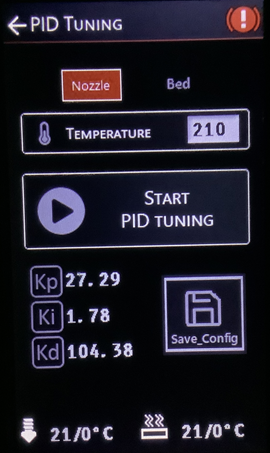 PID TUNING
Nozzle Bed
TEMPERATURE 210
START
PID TUNING
Kp 27.29
Ki 1.78
Kd 104.38
Save_Config
21/0°C 21/0°C